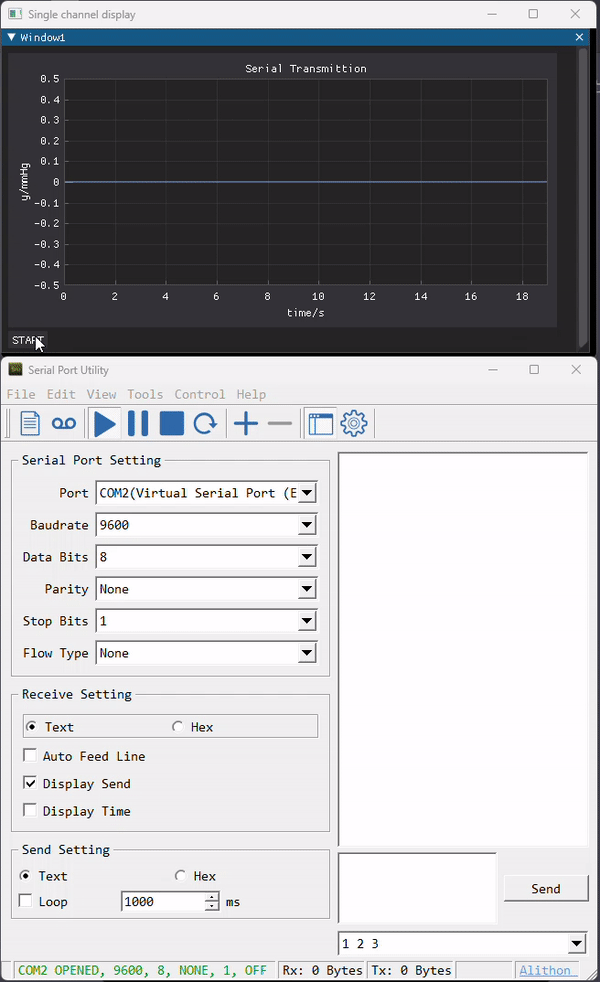 Single channel display
Window1
Serial Transmittion
0.5
0.4
0.3
0.2
0.1
0
-0.1
-0.2
-0.3
-0.4
-0.5
y/mmHg
0 2 4 6 8 10 12 14 16 18
time/s
START
Serial Port Utility
File Edit View Tools Control Help
Serial Port Setting
Port COM2(Virtual Serial Port (E
Baudrate 9600
Data Bits 8
Parity None
Stop Bits 1
Flow Type None
Receive Setting
Text Hex
Auto Feed Line
Display Send
Display Time
Send Setting
Text Hex
Loop 1000 ms
Send
1 2 3
COM2 OPENED, 9600, 8, NONE, 1, OFF Rx: 0 Bytes Tx: 0 Bytes Alithon